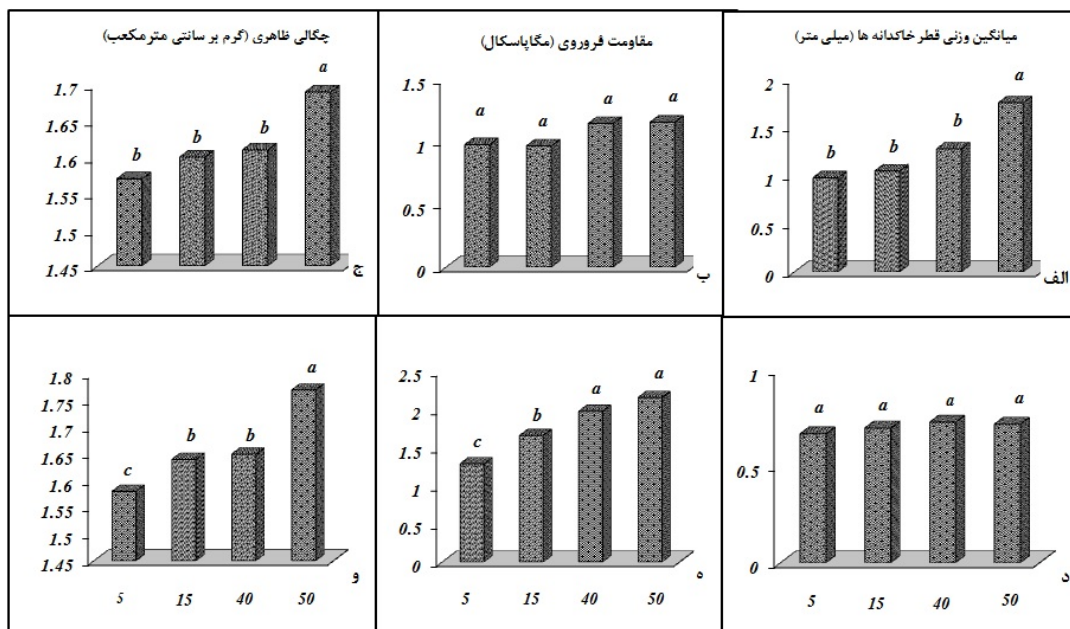 میانگین وزنی قطر خاکدانه ها (میلی متر)
2
1.5
1
0.5
0
b b b a
الف
مقاومت فروروی (مگاپاسکال)
1.5
1
0.5
0
a a a a
ب
چگالی ظاهری (گرم بر سانتی مترمکعب)
1.7
1.65
1.6
1.55
1.5
1.45
b b b a
ج
1
0.5
0
a a a a
د
5 15 40 50
2.5
2
1.5
1
0.5
0
c b a a
ه
5 15 40 50
1.8
1.75
1.7
1.65
1.6
1.55
1.5
1.45
c b b a
و
5 15 40 50